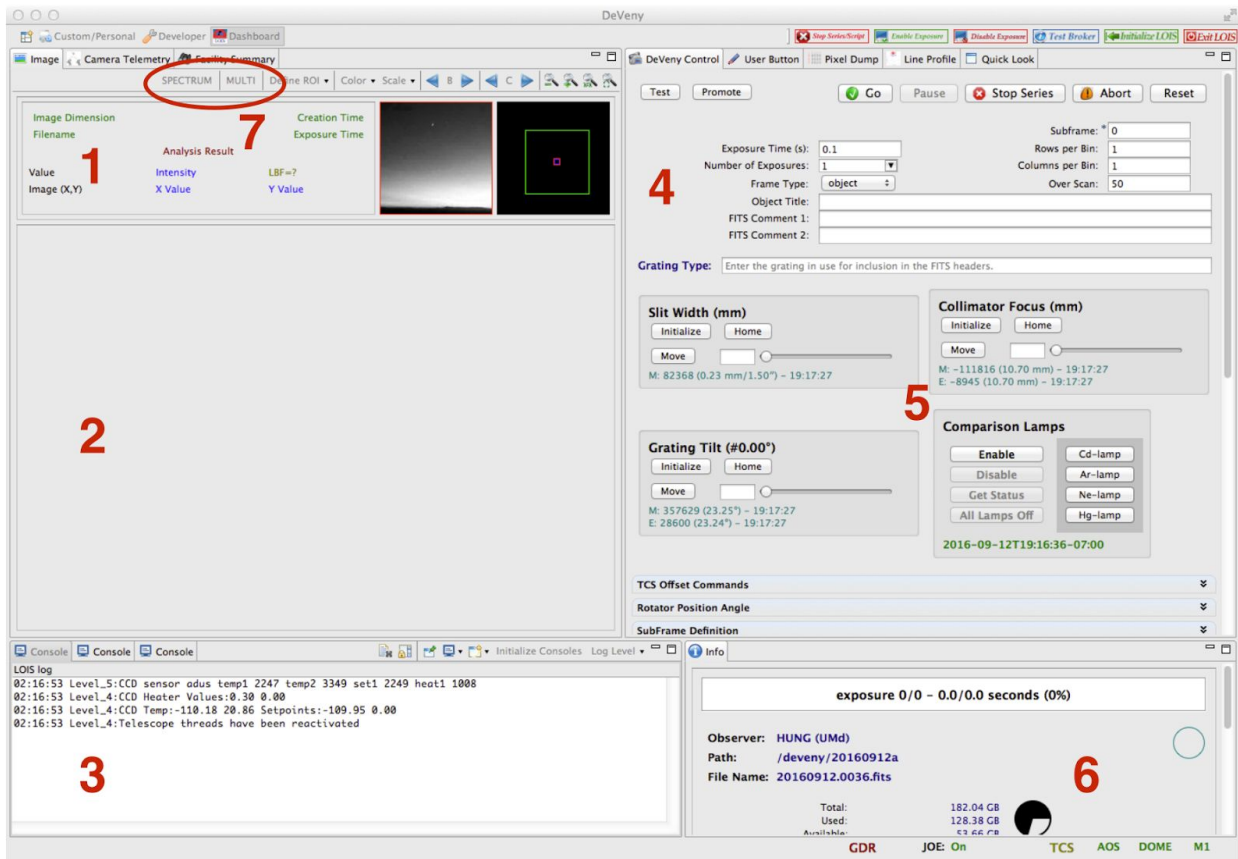 DeVeny
Custom/Personal Developer Dashboard
Stop Series/Script Enable Exposure Disable Exposure Test Broker Initialize LOIS Exit LOIS
Image Camera Telemetry Facility Summary
SPECTRUM MULTI Define ROI Color Scale B C
Image Dimension Creation Time
Filename Exposure Time
Analysis Result
Value Intensity LBF=?
Image (X,Y) X Value Y Value
1
7
2
DeVeny Control User Button Pixel Dump * Line Profile Quick Look
Test Promote Go Pause Stop Series Abort Reset
Subframe: * 0
Exposure Time (s): 0.1 Rows per Bin: 1
Number of Exposures: 1 Columns per Bin: 1
Frame Type: object Over Scan: 50
Object Title:
FITS Comment 1:
FITS Comment 2:
4
Grating Type: Enter the grating in use for inclusion in the FITS headers.
Slit Width (mm)
Initialize Home
Move
M: 82368 (0.23 mm/1.50") - 19:17:27
Collimator Focus (mm)
Initialize Home
Move
M: -111816 (10.70 mm) - 19:17:27
E: -8945 (10.70 mm) - 19:17:27
5
Grating Tilt (#0.00°)
Initialize Home
Move
M: 357629 (23.25°) - 19:17:27
E: 28600 (23.24°) - 19:17:27
Comparison Lamps
Enable Cd-lamp
Disable Ar-lamp
Get Status Ne-lamp
All Lamps Off Hg-lamp
2016-09-12T19:16:36-07:00
TCS Offset Commands
Rotator Position Angle
SubFrame Definition
Console Console Console Initialize Consoles Log Level
LOIS log
02:16:53 Level_5:CCD sensor adus temp1 2247 temp2 3349 set1 2249 heat1 1008
02:16:53 Level_4:CCD Heater Values:0.30 0.00
02:16:53 Level_4:CCD Temp:-110.18 20.86 Setpoints:-109.95 0.00
02:16:53 Level_4:Telescope threads have been reactivated
3
Info
exposure 0/0 - 0.0/0.0 seconds (0%)
Observer: HUNG (UMd)
Path: /deveny/20160912a
File Name: 20160912.0036.fits
6
Total: 182.04 GB
Used: 128.38 GB
Available: 53.66 GB
GDR JOE: On TCS AOS DOME M1